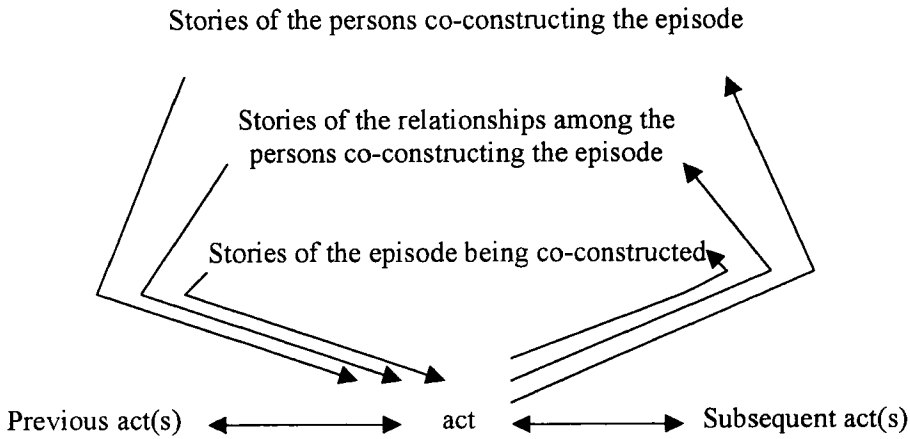 Stories of the persons co-constructing the episode
Stories of the relationships among the
persons co-constructing the episode
Stories of the episode being co-constructed
Previous act(s) act Subsequent act(s)